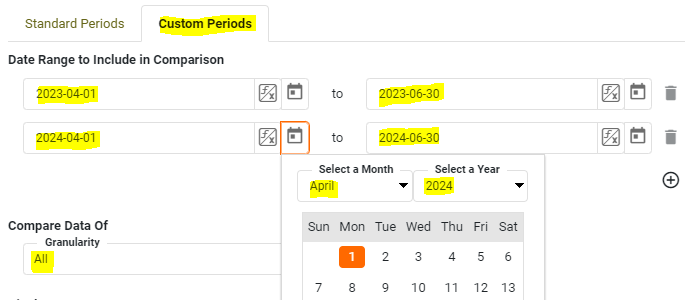 Standard Periods Custom Periods
Date Range to Include in Comparison
2023-04-01 to 2023-06-30
2024-04-01 to 2024-06-30
Select a Month Select a Year
April 2024
Sun Mon Tue Wed Thu Fri Sat
1 2 3 4 5 6
7 8 9 10 11 12 13
Compare Data Of
Granularity
All